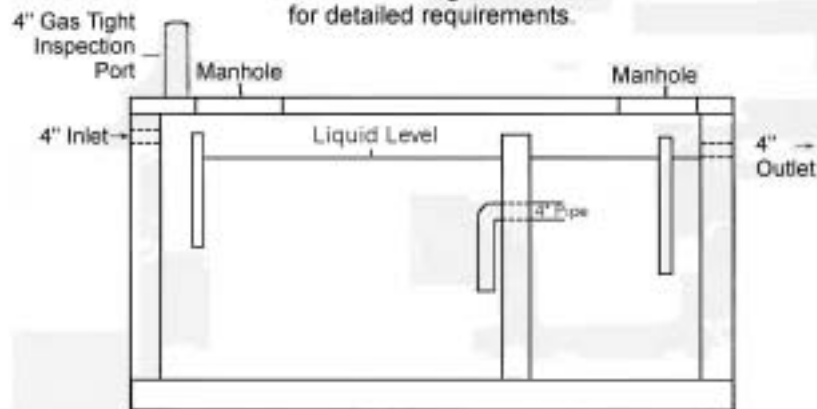 for detailed requirements.
4" Gas Tight
Inspection
Port
Manhole
Manhole
4" Inlet→
Liquid Level
4" →
Outlet
4" Pipe